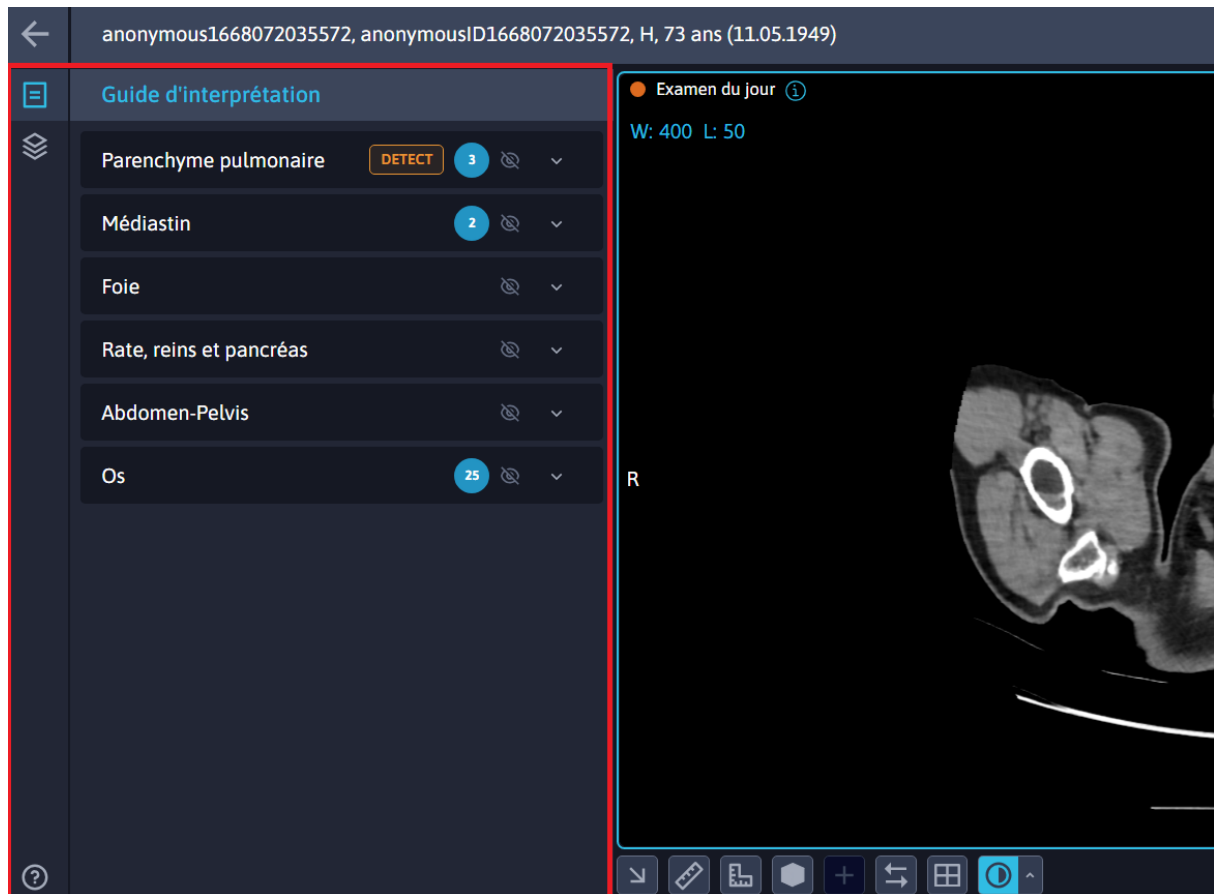 anonymous1668072035572, anonymousID1668072035572, H, 73 ans (11.05.1949)
Guide d'interprétation
Parenchyme pulmonaire DETECT 3
Médiastin 2
Foie
Rate, reins et pancréas
Abdomen-Pelvis
Os 25
Examen du jour
W: 400 L: 50
R